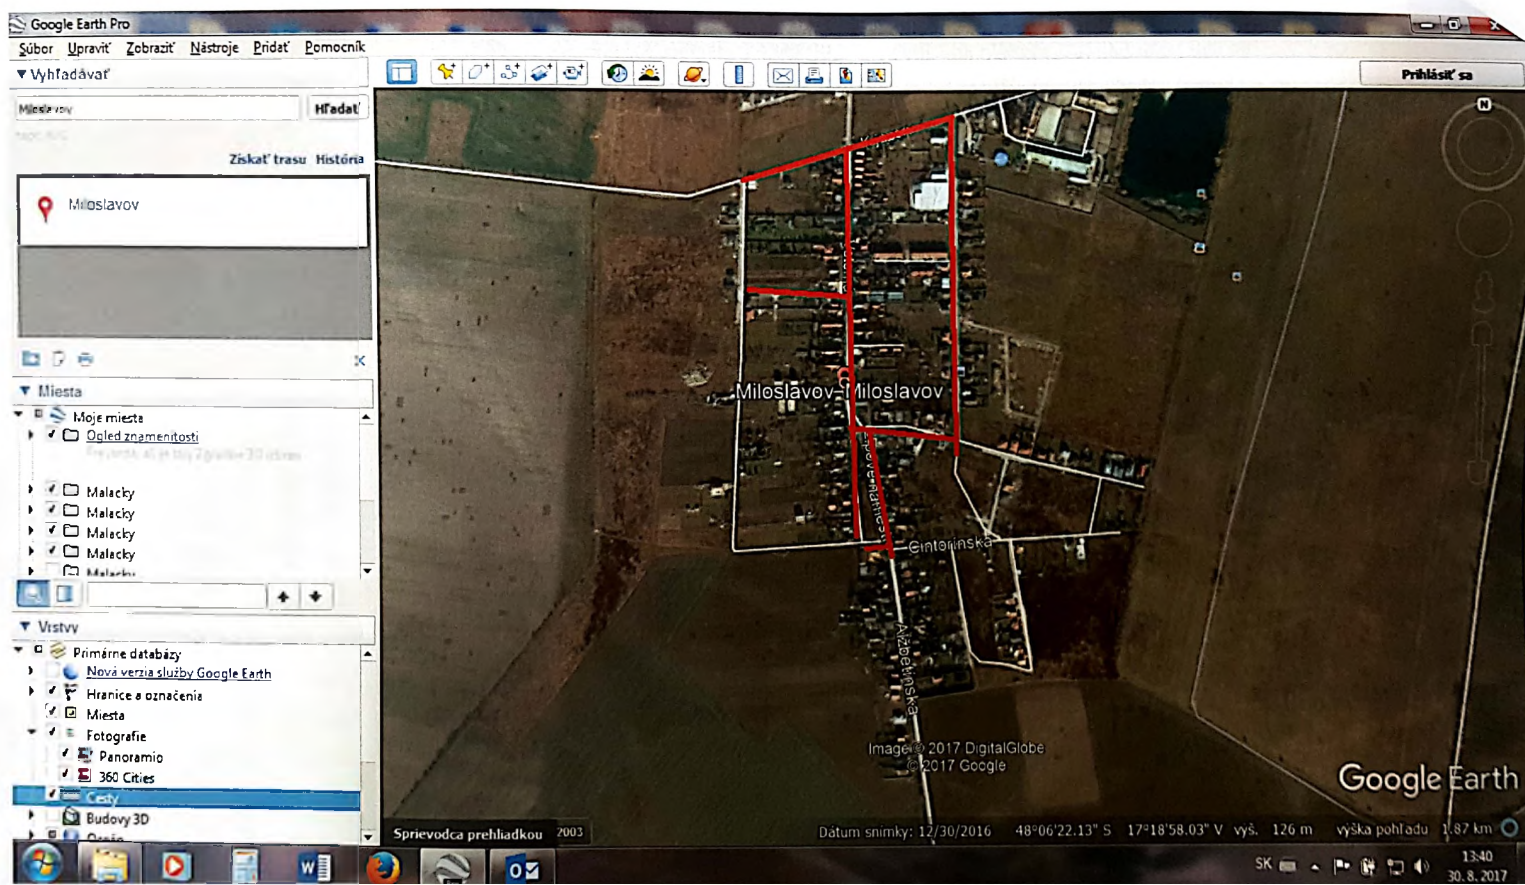 Google Earth Pro
Súbor Upraviť Zobraziť Nástroje Pridať Pomocník
▼ Vyhľadávať
Miloslavov
Hľadať
Získať trasu História
Miloslavov
▼ Miesta
Moje miesta
Ogled znamenitosti
Malacky
Malacky
Malacky
Malacky
Malacky
▼ Vrstvy
Primárne databázy
Nová verzia služby Google Earth
Hranice a označenia
Miesta
Fotografie
Panoramio
360 Cities
Cesty
Budovy 3D
Prihlásiť sa
N
Miloslavov-Miloslavov
Cintorínska
Alžbetínska
Image © 2017 DigitalGlobe
© 2017 Google
Google Earth
Sprievodca prehliadkou 2003
Dátum snímky: 12/30/2016 48°06'22.13" S 17°18'58.03" V výš. 126 m výška pohľadu 1.87 km
SK
13:40
30.8.2017